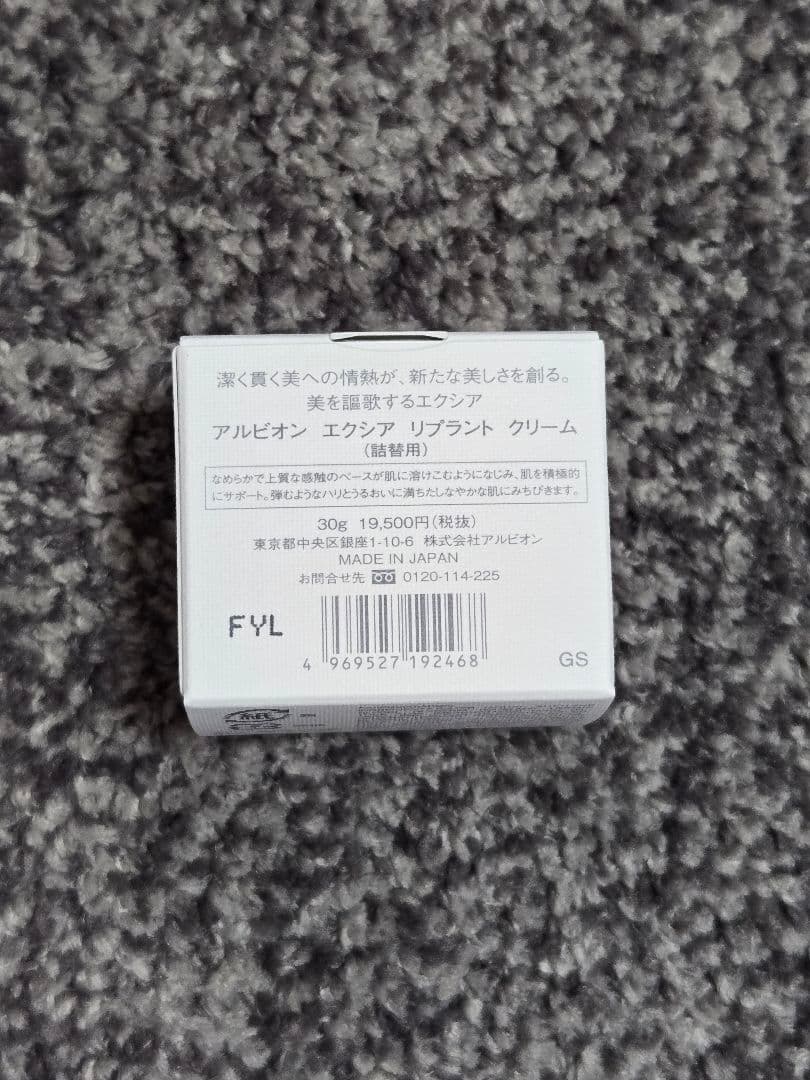 潔く貫く美への情熱が、新たな美しさを創る。
美を謳歌するエクシア
アルビオン エクシア リプラント クリーム
(詰替用)
なめらかで上質な感触のベースが肌に溶けこむようになじみ、肌を積極的
にサポート。弾むようなハリとうるおいに満ちたしなやかな肌にみちびきます。
30g 19,500円(税抜)
東京都中央区銀座1-10-6 株式会社アルビオン
MADE IN JAPAN
お問合せ先 0120-114-225
FYL
4 969527 192468
GS
紙